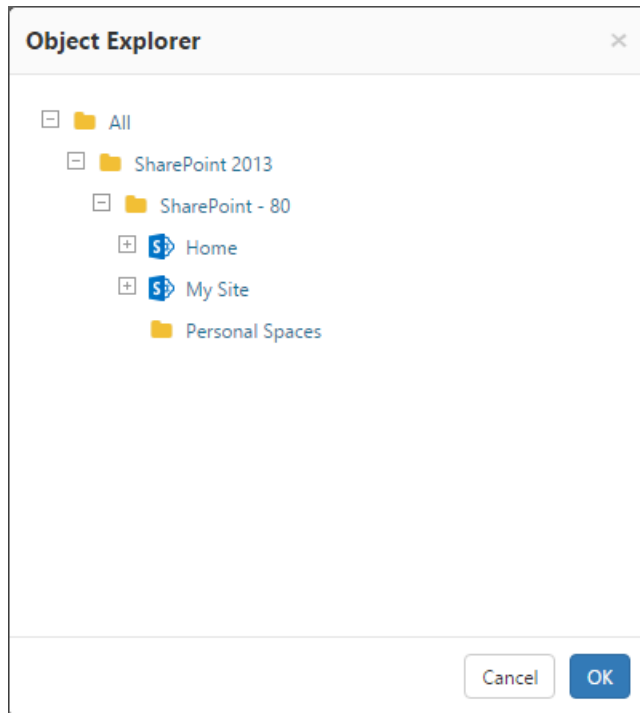 Object Explorer
All
SharePoint 2013
SharePoint - 80
Home
My Site
Personal Spaces
Cancel OK